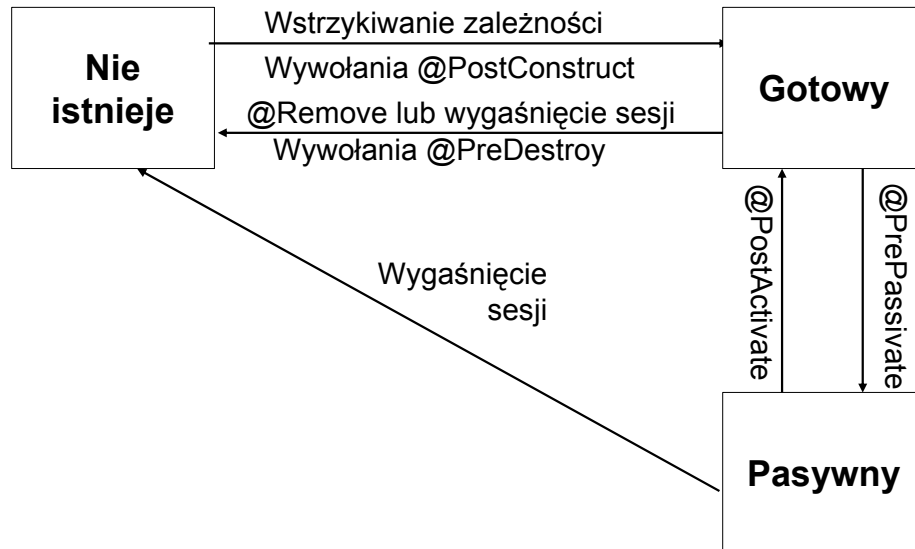 Wstrzykiwanie zależności
Nie
istnieje
Wywołania @PostConstruct
Gotowy
@Remove lub wygaśnięcie sesji
Wywołania @PreDestroy
@PostActivate
@PrePassivate
Wygaśnięcie
sesji
Pasywny